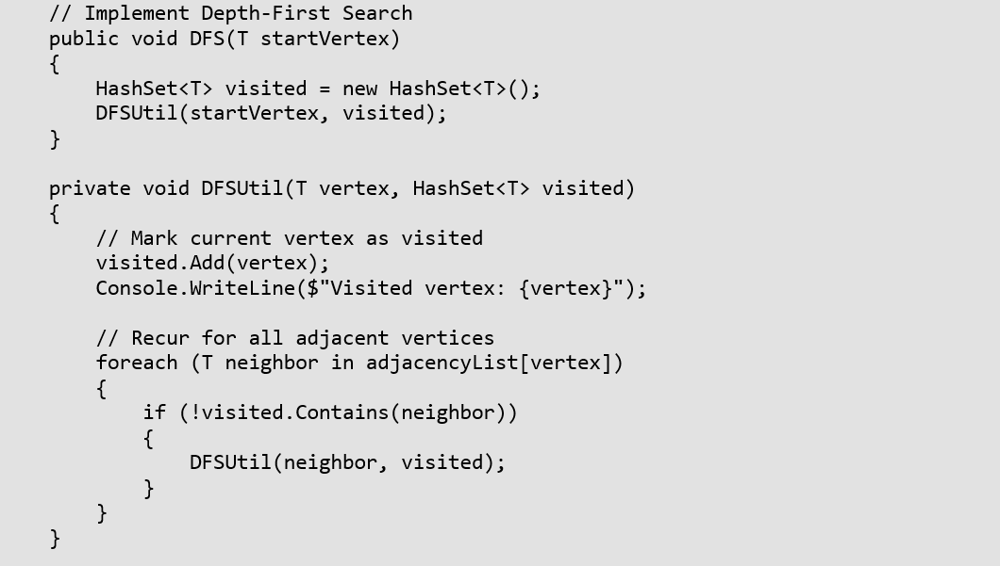 // Implement Depth-First Search
public void DFS(T startVertex)
{
HashSet<T> visited = new HashSet<T>();
DFSUtil(startVertex, visited);
}
private void DFSUtil(T vertex, HashSet<T> visited)
{
// Mark current vertex as visited
visited.Add(vertex);
Console.WriteLine($"Visited vertex: {vertex}");
// Recur for all adjacent vertices
foreach (T neighbor in adjacencyList[vertex])
{
if (!visited.Contains(neighbor))
{
DFSUtil(neighbor, visited);
}
}
}